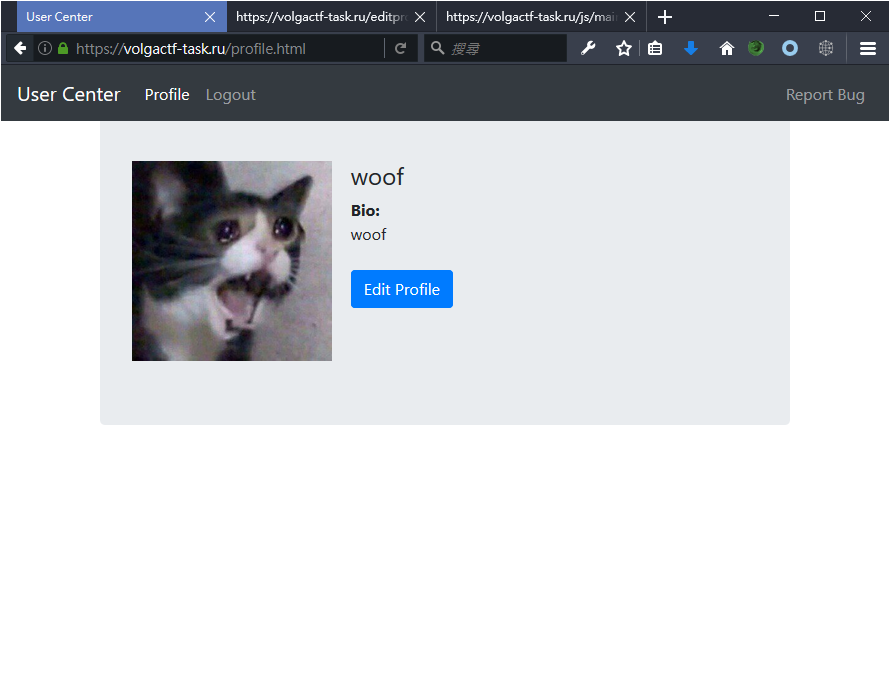 User Center
https://volgactf-task.ru/editpr
https://volgactf-task.ru/js/mai
https://volgactf-task.ru/profile.html
搜尋
User Center Profile Logout Report Bug
woof
Bio:
woof
Edit Profile